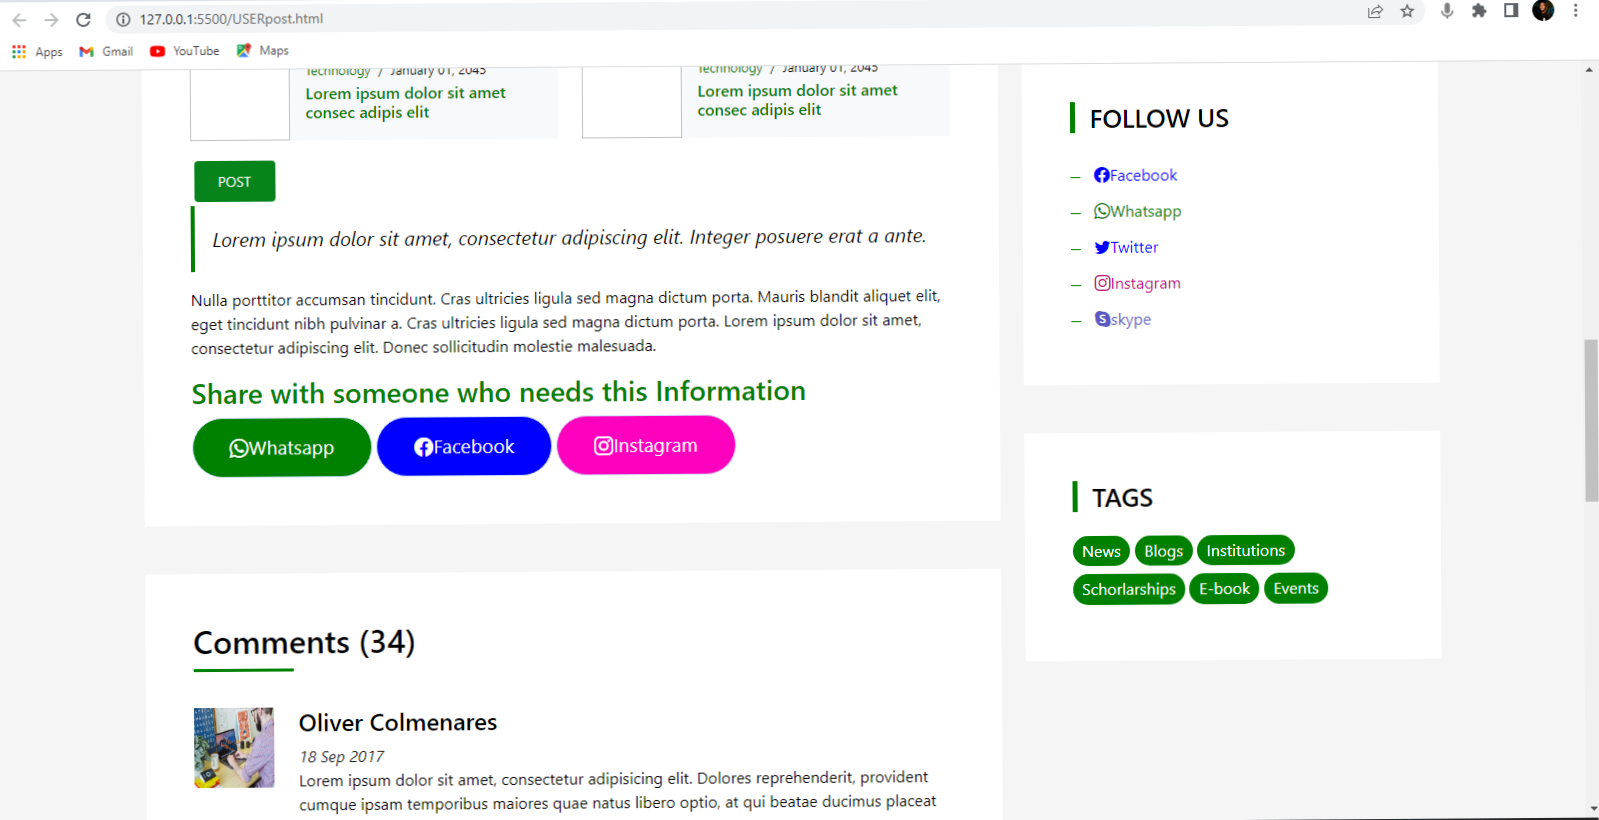 127.0.0.1:5500/USERpost.html
Apps Gmail YouTube Maps
Technology / January 01, 2045
Lorem ipsum dolor sit amet
consec adipis elit
Technology / January 01, 2045
Lorem ipsum dolor sit amet
consec adipis elit
POST
Lorem ipsum dolor sit amet, consectetur adipiscing elit. Integer posuere erat a ante.
Nulla porttitor accumsan tincidunt. Cras ultricies ligula sed magna dictum porta. Mauris blandit aliquet elit,
eget tincidunt nibh pulvinar a. Cras ultricies ligula sed magna dictum porta. Lorem ipsum dolor sit amet,
consectetur adipiscing elit. Donec sollicitudin molestie malesuada.
Share with someone who needs this Information
Whatsapp Facebook Instagram
Comments (34)
Oliver Colmenares
18 Sep 2017
Lorem ipsum dolor sit amet, consectetur adipisicing elit. Dolores reprehenderit, provident
cumque ipsam temporibus maiores quae natus libero optio, at qui beatae ducimus placeat
FOLLOW US
– Facebook
– Whatsapp
– Twitter
– Instagram
– skype
TAGS
News Blogs Institutions
Schorlarships E-book Events